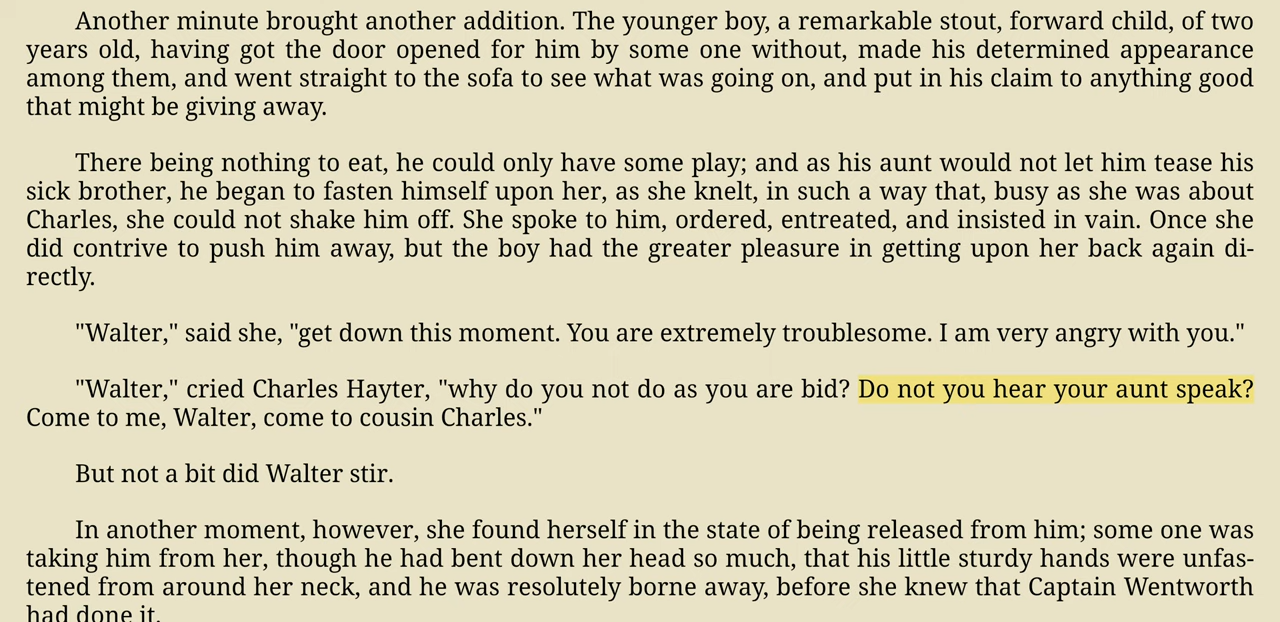 Another minute brought another addition. The younger boy, a remarkable stout, forward child, of two
years old, having got the door opened for him by some one without, made his determined appearance
among them, and went straight to the sofa to see what was going on, and put in his claim to anything good
that might be giving away.
There being nothing to eat, he could only have some play; and as his aunt would not let him tease his
sick brother, he began to fasten himself upon her, as she knelt, in such a way that, busy as she was about
Charles, she could not shake him off. She spoke to him, ordered, entreated, and insisted in vain. Once she
did contrive to push him away, but the boy had the greater pleasure in getting upon her back again di-
rectly.
"Walter," said she, "get down this moment. You are extremely troublesome. I am very angry with you."
"Walter," cried Charles Hayter, "why do you not do as you are bid? Do not you hear your aunt speak?
Come to me, Walter, come to cousin Charles."
But not a bit did Walter stir.
In another moment, however, she found herself in the state of being released from him; some one was
taking him from her, though he had bent down her head so much, that his little sturdy hands were unfas-
tened from around her neck, and he was resolutely borne away, before she knew that Captain Wentworth
had done it.